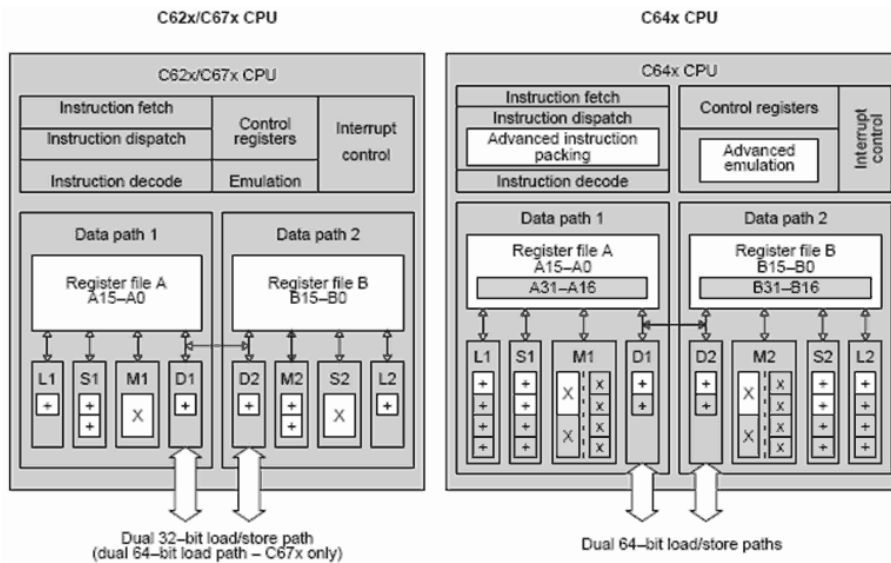 C62x/C67x CPU
C62x/C67x CPU
Instruction fetch
Instruction dispatch
Instruction decode
Control
registers
Emulation
Interrupt
control
Data path 1
Register file A
A15–A0
Data path 2
Register file B
B15–B0
L1
+
S1
+
+
M1
X
D1
+
D2
+
M2
+
+
S2
X
L2
+
Dual 32–bit load/store path
(dual 64–bit load path – C67x only)
C64x CPU
C64x CPU
Instruction fetch
Instruction dispatch
Advanced instruction
packing
Instruction decode
Control registers
Advanced
emulation
Interrupt
control
Data path 1
Register file A
A15–A0
A31–A16
Data path 2
Register file B
B15–B0
B31–B16
L1
+
+
+
+
S1
+
+
+
+
M1
X
X
x
x
x
x
D1
+
+
D2
+
+
M2
X
X
x
x
x
x
S2
+
+
+
+
L2
+
+
+
+
Dual 64–bit load/store paths